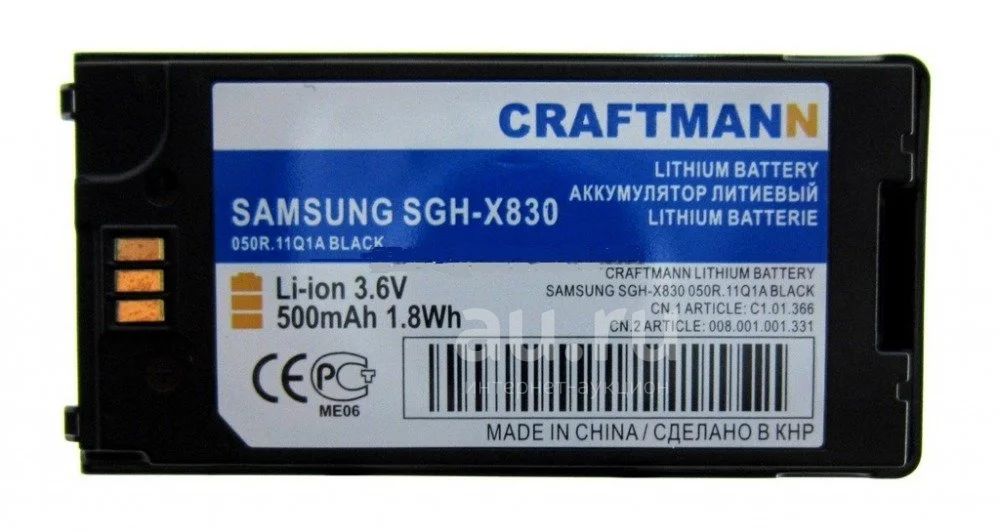 CRAFTMANN
LITHIUM BATTERY
АККУМУЛЯТОР ЛИТИЕВЫЙ
LITHIUM BATTERIE
SAMSUNG SGH-X830
050R.11Q1A BLACK
Li-ion 3.6V
500mAh 1.8Wh
CRAFTMANN LITHIUM BATTERY
SAMSUNG SGH-X830 050R.11Q1A BLACK
CN.1 ARTICLE: C1.01.366
CN.2 ARTICLE: 008.001.001.331
au.ru
интернет-аукцион
CE РСТ
ME06
MADE IN CHINA / СДЕЛАНО В КНР